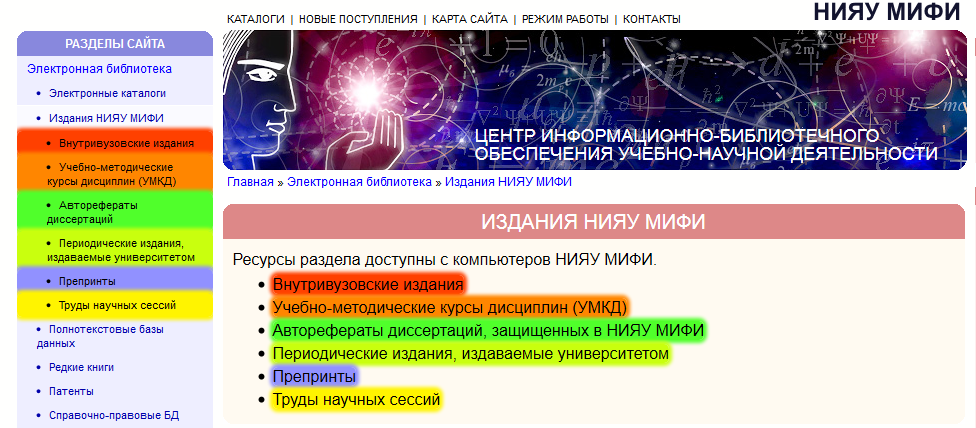 КАТАЛОГИ | НОВЫЕ ПОСТУПЛЕНИЯ | КАРТА САЙТА | РЕЖИМ РАБОТЫ | КОНТАКТЫ
НИЯУ МИФИ
РАЗДЕЛЫ САЙТА
Электронная библиотека
• Электронные каталоги
• Издания НИЯУ МИФИ
• Внутривузовские издания
• Учебно-методические
курсы дисциплин (УМКД)
• Авторефераты
диссертаций
• Периодические издания,
издаваемые университетом
• Препринты
• Труды научных сессий
• Полнотекстовые базы
данных
• Редкие книги
• Патенты
• Справочно-правовые БД
ЦЕНТР ИНФОРМАЦИОННО-БИБЛИОТЕЧНОГО
ОБЕСПЕЧЕНИЯ УЧЕБНО-НАУЧНОЙ ДЕЯТЕЛЬНОСТИ
Главная » Электронная библиотека » Издания НИЯУ МИФИ
ИЗДАНИЯ НИЯУ МИФИ
Ресурсы раздела доступны с компьютеров НИЯУ МИФИ.
• Внутривузовские издания
• Учебно-методические курсы дисциплин (УМКД)
• Авторефераты диссертаций, защищенных в НИЯУ МИФИ
• Периодические издания, издаваемые университетом
• Препринты
• Труды научных сессий